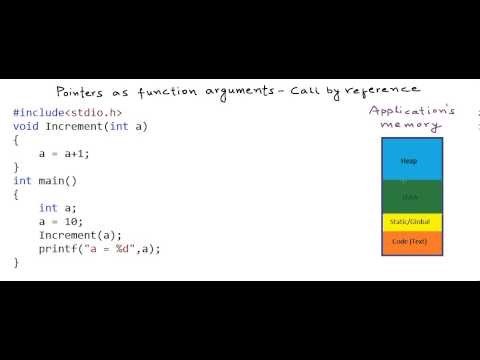 Pointers as function arguments - Call by reference
#include<stdio.h>
void Increment(int a)
{
a = a+1;
}
int main()
{
int a;
a = 10;
Increment(a);
printf("a = %d",a);
}
Application's
memory
Heap
Static/Global
Code (Text)